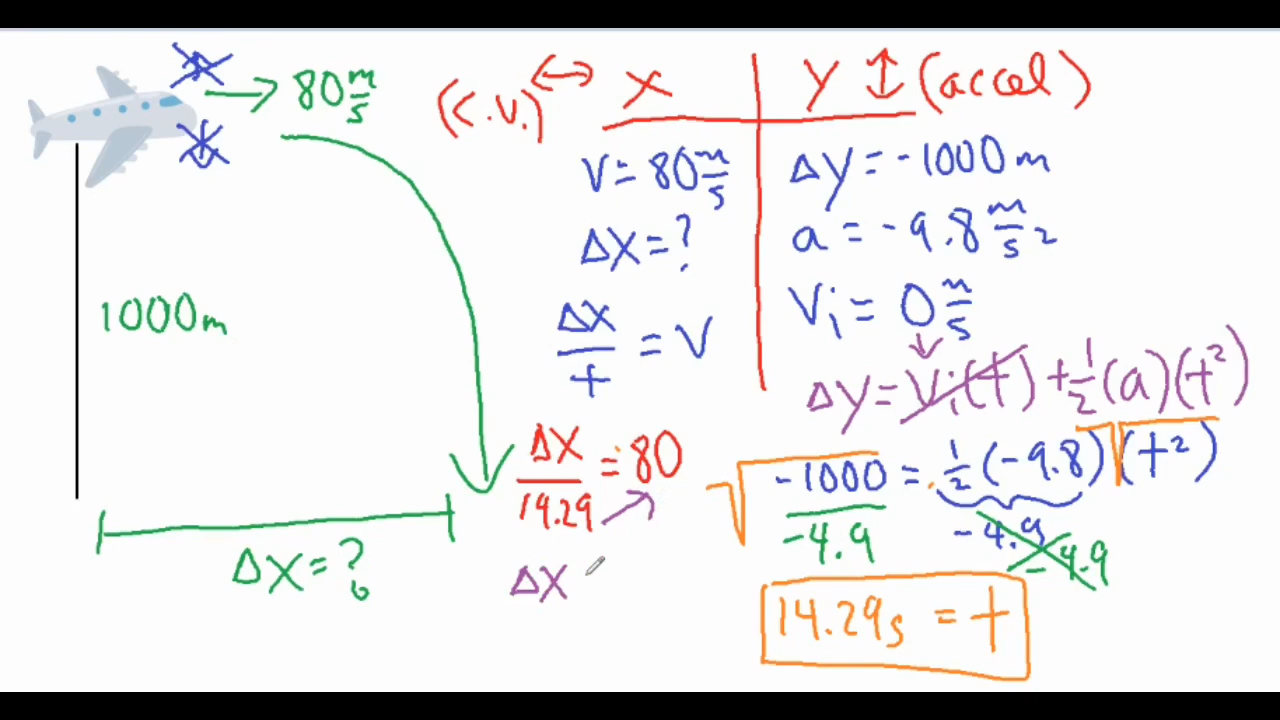 80 m/s
1000m
ΔX = ?
(C.V.) ↔ X
V = 80 m/s
ΔX = ?
ΔX/t = V
ΔX/14.29 = 80
ΔX
Y ↕ (accel)
Δy = -1000 m
a = -9.8 m/s²
Vi = 0 m/s
Δy = Vi(t) + 1/2 (a)(t²)
√-1000/-4.9 = 1/2 (-9.8) √(t²)
-4.9
-4.9
14.29s = t